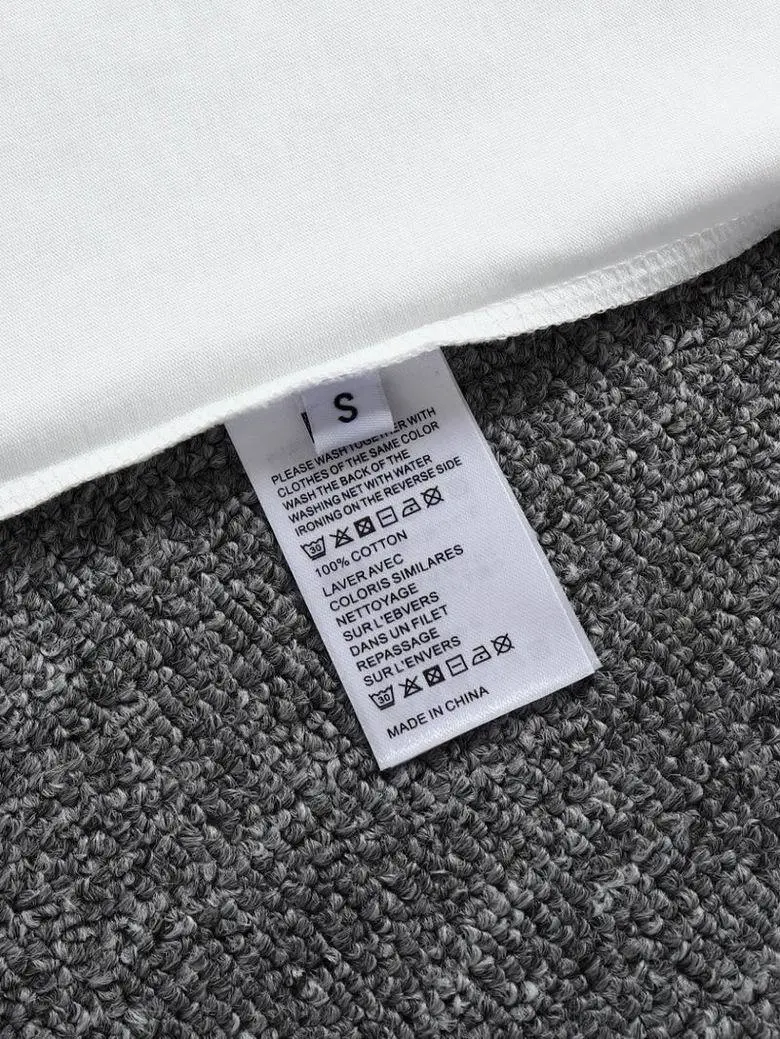 S
PLEASE WASH TOGETHER WITH
CLOTHES OF THE SAME COLOR
WASH THE BACK OF THE
WASHING NET WITH WATER
IRONING ON THE REVERSE SIDE
30
100% COTTON
LAVER AVEC
COLORIS SIMILARES
NETTOYAGE
SUR L'EBVERS
DANS UN FILET
REPASSAGE
SUR L'ENVERS
30
MADE IN CHINA